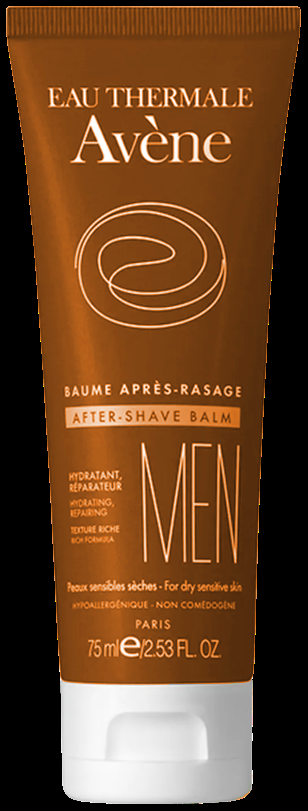 EAU THERMALE
Avène
BAUME APRÈS-RASAGE
AFTER-SHAVE BALM
HYDRATANT,
RÉPARATEUR
HYDRATING,
REPAIRING
TEXTURE RICHE
RICH FORMULA
MEN
Peaux sensibles sèches - For dry sensitive skin
HYPOALLERGÉNIQUE - NON COMÉDOGÈNE
PARIS
75 ml e/2.53 FL. OZ.